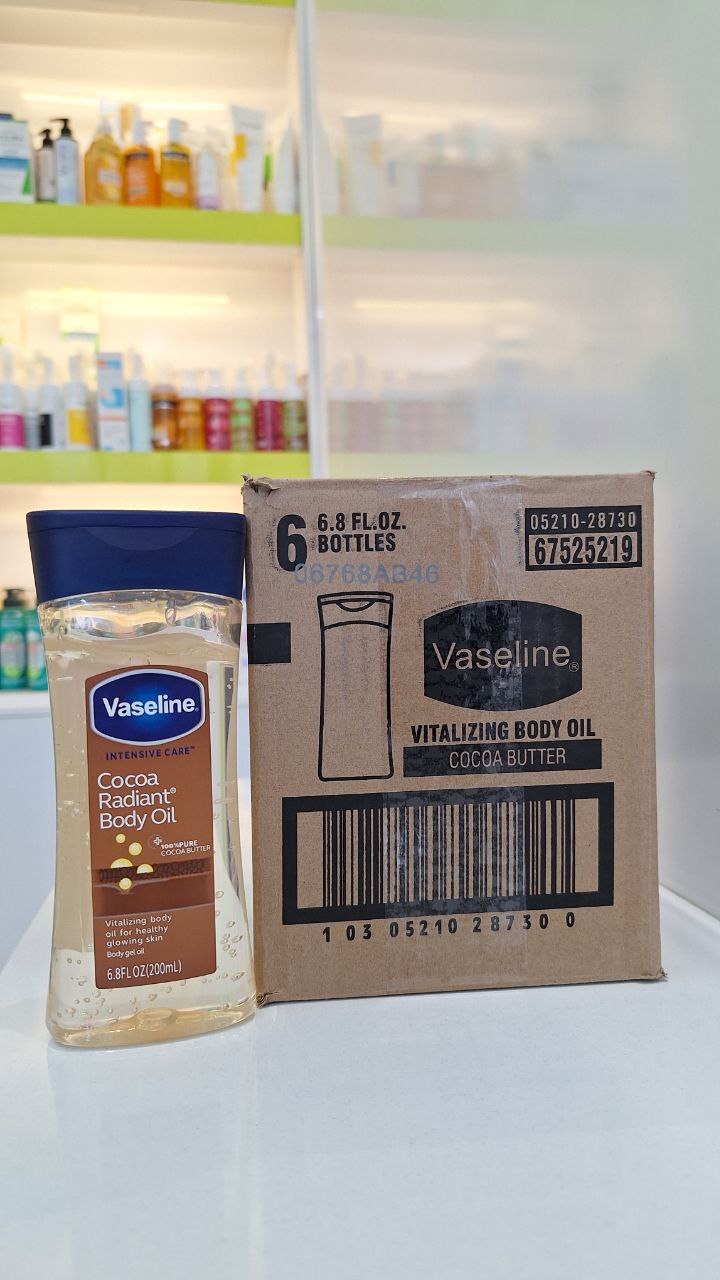 Vaseline®
INTENSIVE CARE™
Cocoa
Radiant®
Body Oil
100% PURE
COCOA BUTTER
Vitalizing body
oil for healthy
glowing skin
Body gel oil
6.8FL OZ(200mL)
6 6.8 FL.OZ.
BOTTLES
06768AB46
05210-28730
67525219
Vaseline®
VITALIZING BODY OIL
COCOA BUTTER
1 03 05210 28730 0